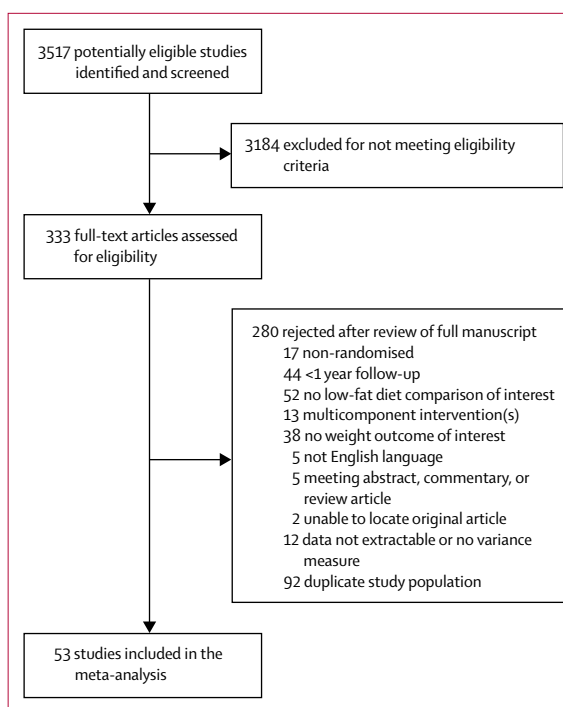 3517 potentially eligible studies
identified and screened
3184 excluded for not meeting eligibility
criteria
333 full-text articles assessed
for eligibility
280 rejected after review of full manuscript
17 non-randomised
44 <1 year follow-up
52 no low-fat diet comparison of interest
13 multicomponent intervention(s)
38 no weight outcome of interest
5 not English language
5 meeting abstract, commentary, or
review article
2 unable to locate original article
12 data not extractable or no variance
measure
92 duplicate study population
53 studies included in the
meta-analysis